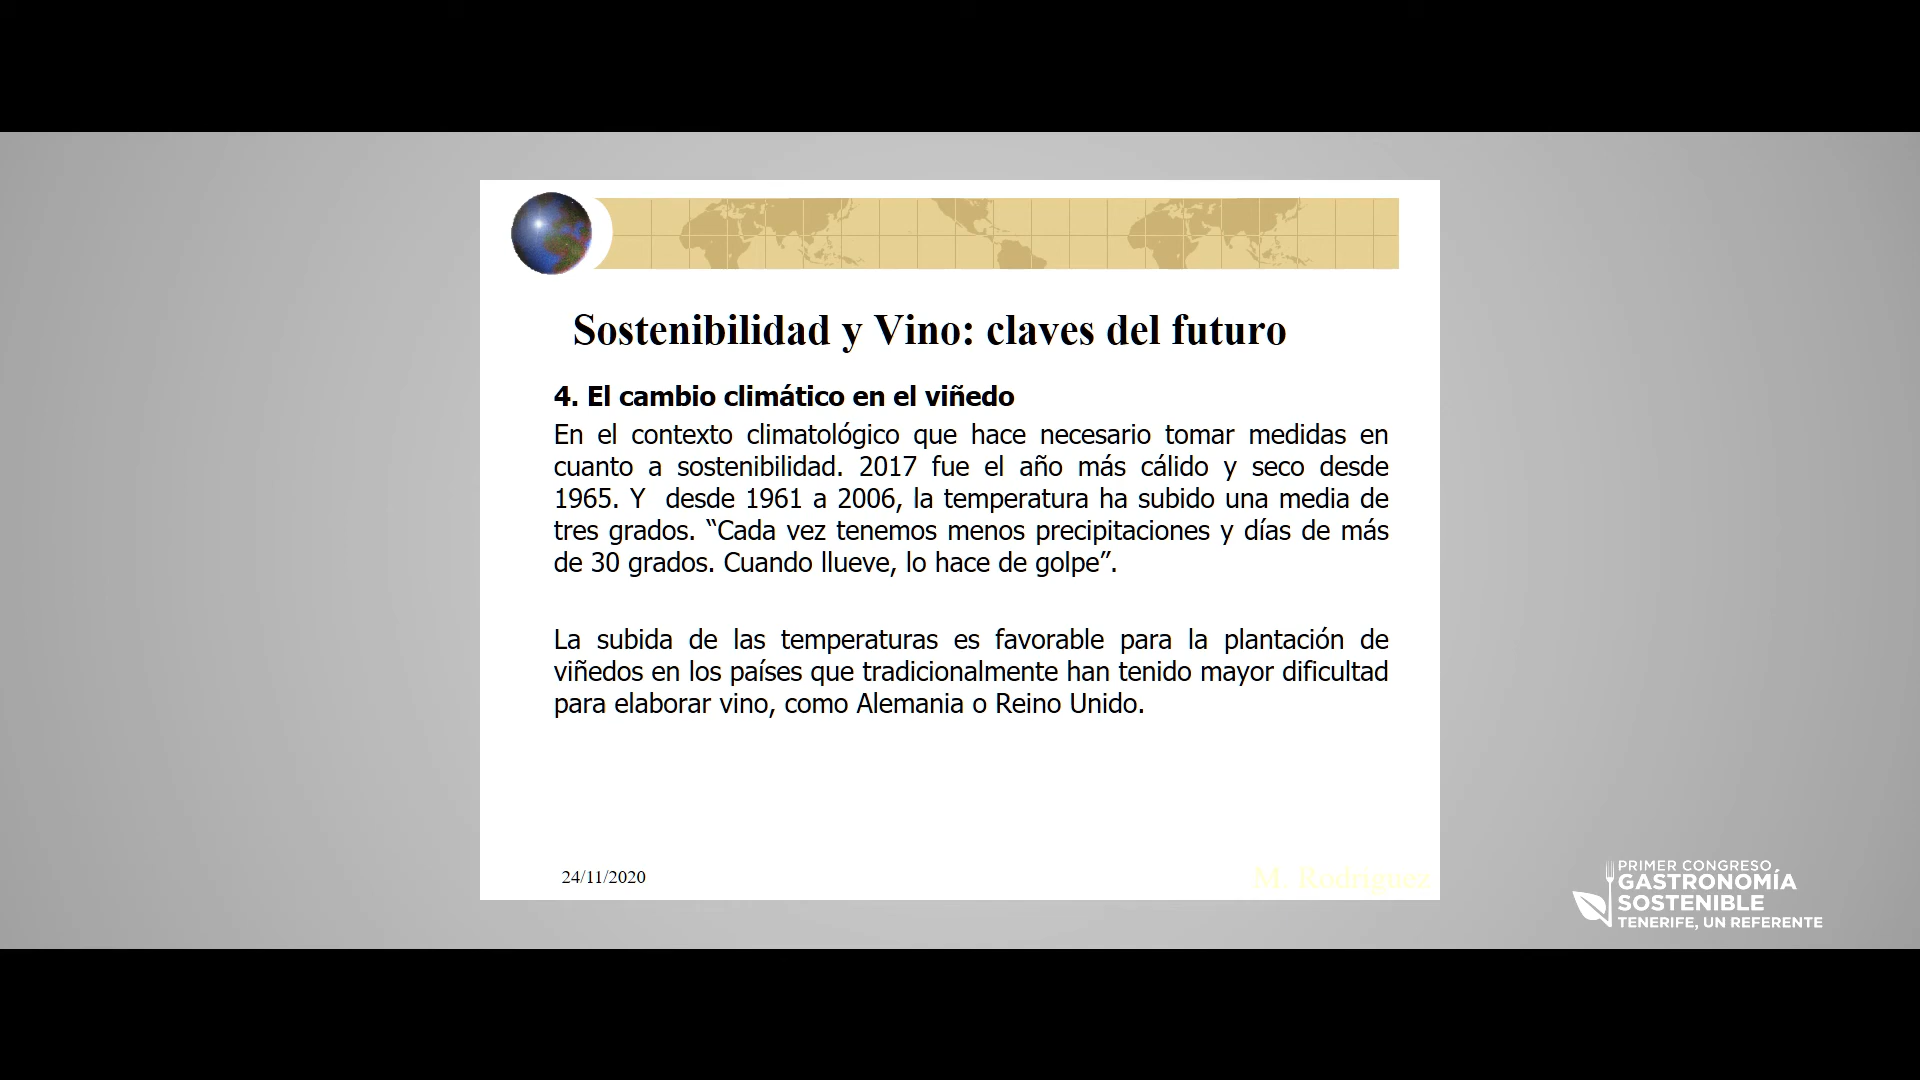 Sostenibilidad y Vino: claves del futuro
4. El cambio climático en el viñedo
En el contexto climatológico que hace necesario tomar medidas en
cuanto a sostenibilidad. 2017 fue el año más cálido y seco desde
1965. Y  desde 1961 a 2006, la temperatura ha subido una media de
tres grados. “Cada vez tenemos menos precipitaciones y días de más
de 30 grados. Cuando llueve, lo hace de golpe”.
La subida de las temperaturas es favorable para la plantación de
viñedos en los países que tradicionalmente han tenido mayor dificultad
para elaborar vino, como Alemania o Reino Unido.
24/11/2020
M. Rodríguez
PRIMER CONGRESO
GASTRONOMÍA
SOSTENIBLE
TENERIFE, UN REFERENTE